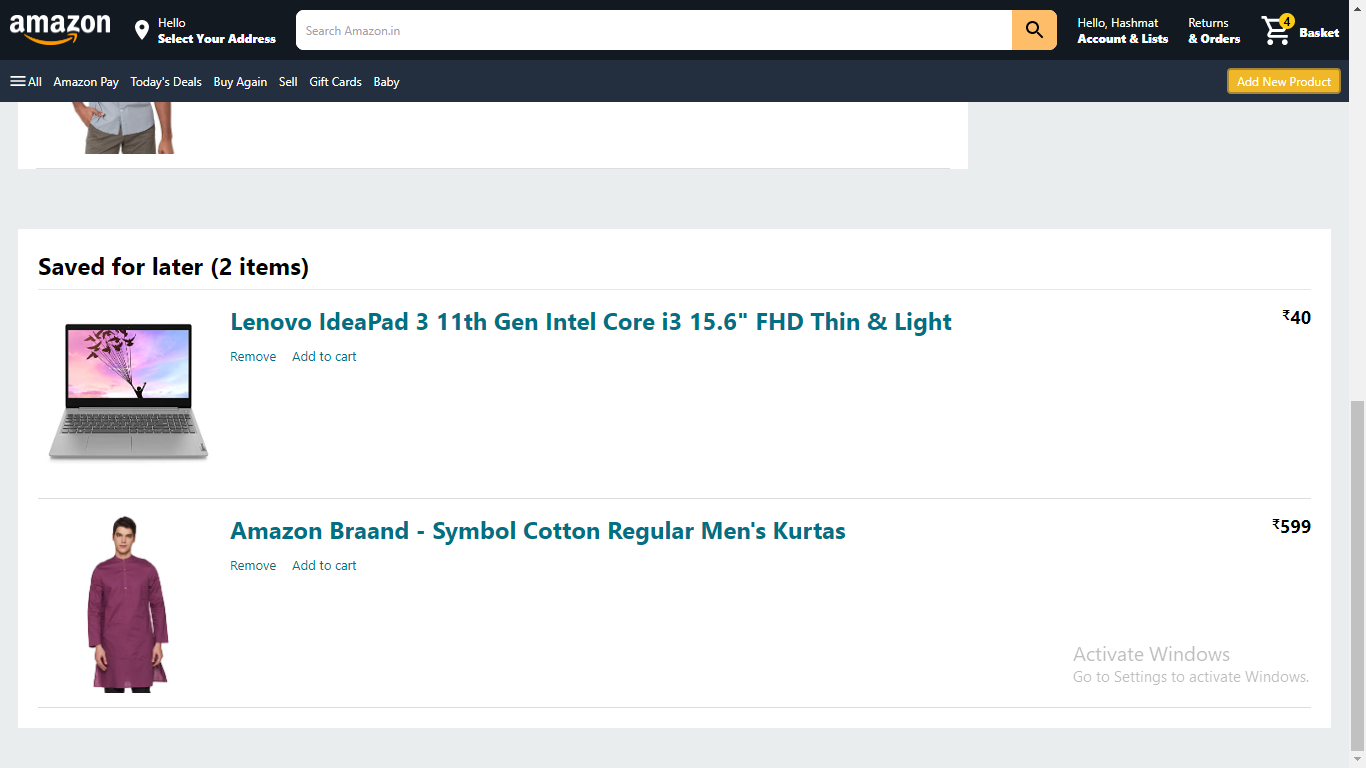 amazon
Hello
Select Your Address
Search Amazon.in
Hello, Hashmat
Account & Lists
Returns
& Orders
4
Basket
All Amazon Pay Today's Deals Buy Again Sell Gift Cards Baby
Add New Product
Saved for later (2 items)
Lenovo IdeaPad 3 11th Gen Intel Core i3 15.6" FHD Thin & Light
₹40
Remove Add to cart
Amazon Braand - Symbol Cotton Regular Men's Kurtas
₹599
Remove Add to cart
Activate Windows
Go to Settings to activate Windows.